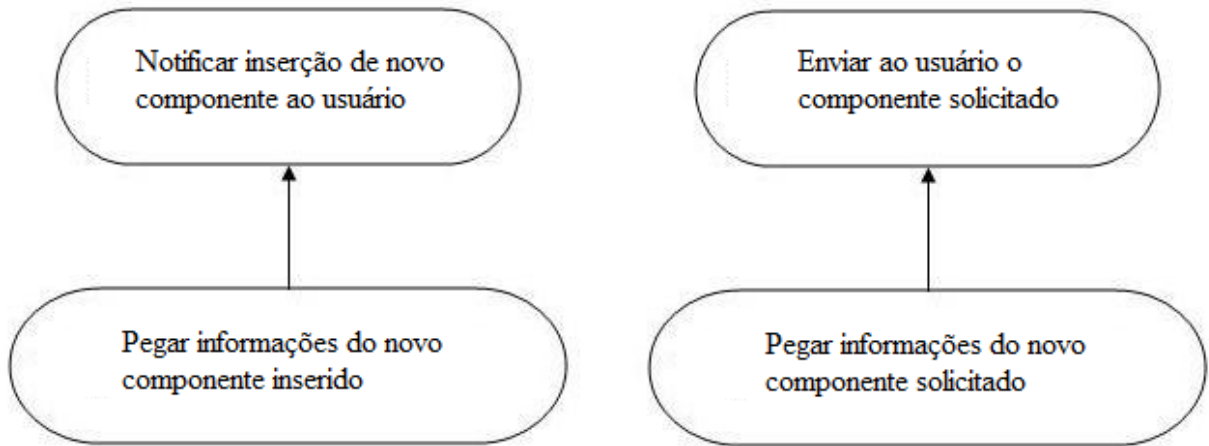 Notificar inserção de novo
componente ao usuário
Enviar ao usuário o
componente solicitado
Pegar informações do novo
componente inserido
Pegar informações do novo
componente solicitado